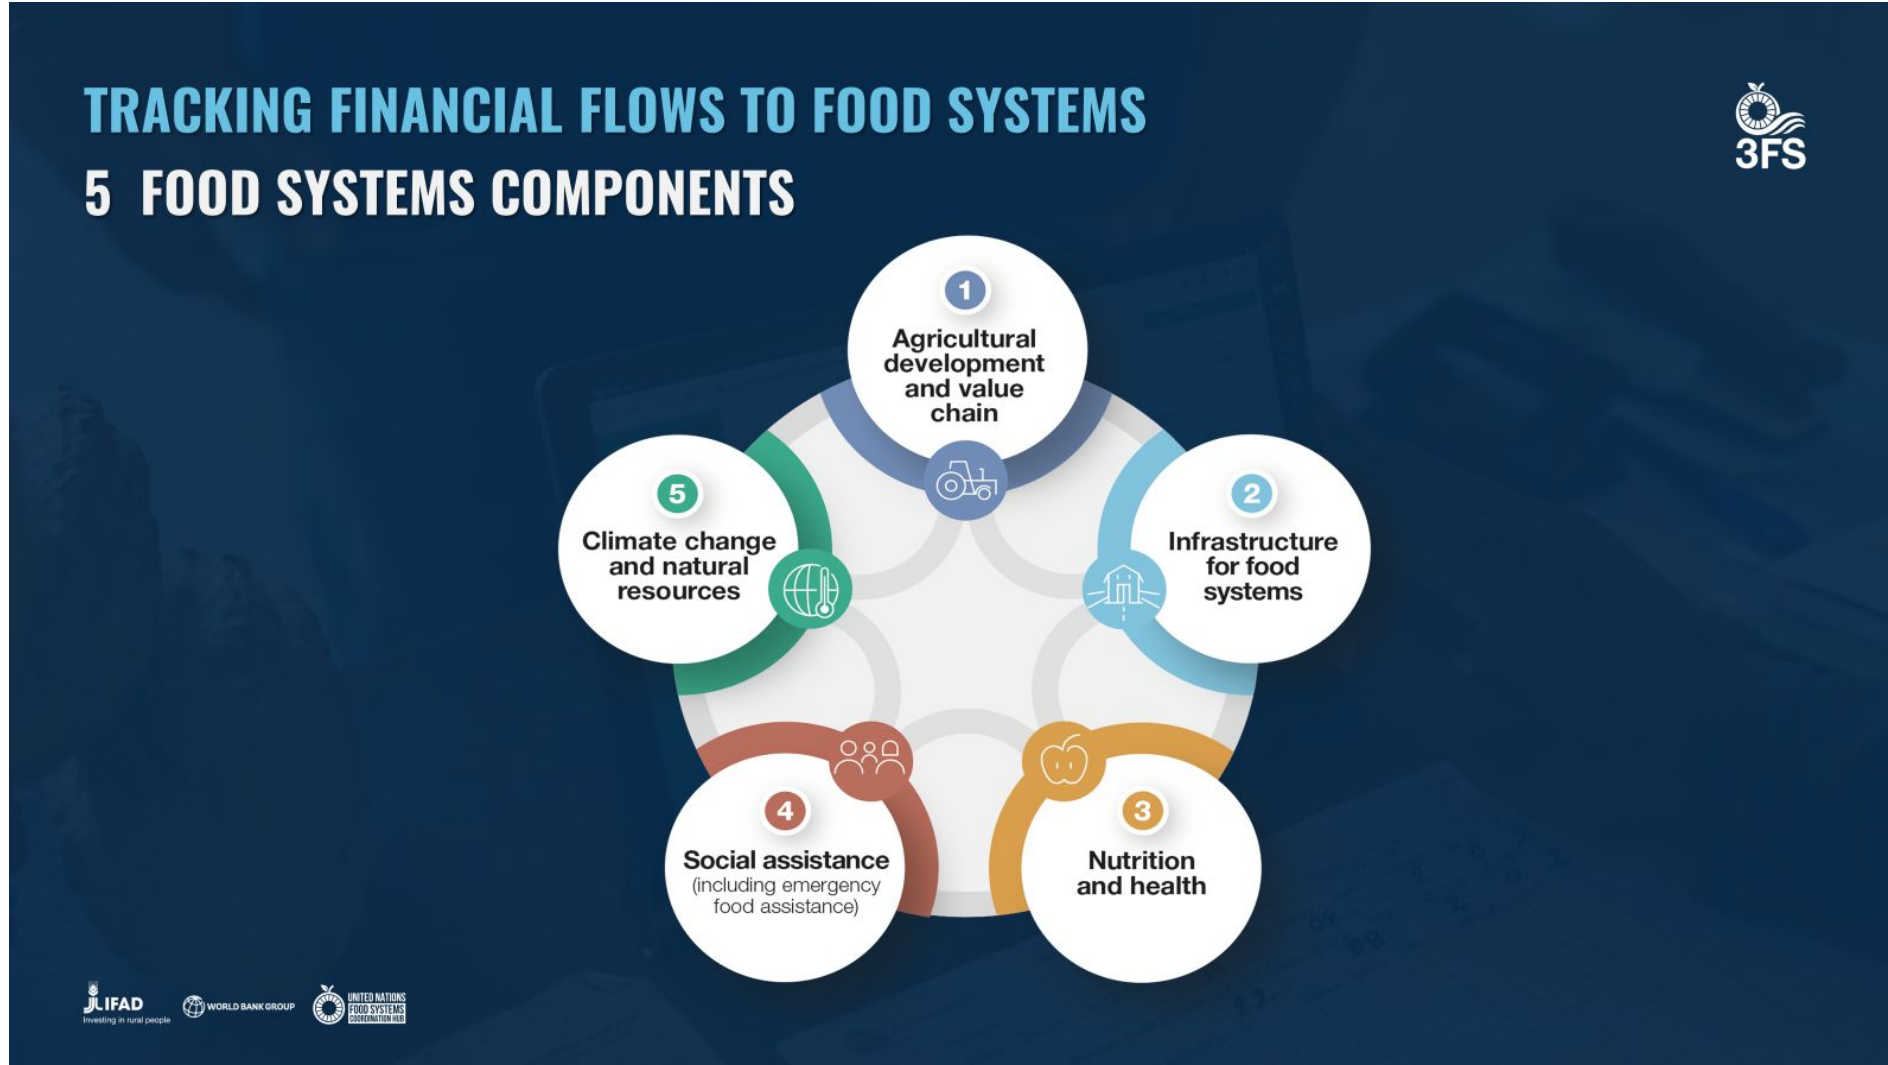 TRACKING FINANCIAL FLOWS TO FOOD SYSTEMS
5 FOOD SYSTEMS COMPONENTS
3FS
1
Agricultural
development
and value
chain
2
Infrastructure
for food
systems
3
Nutrition
and health
4
Social assistance
(including emergency
food assistance)
5
Climate change
and natural
resources
IFAD
Investing in rural people
WORLD BANK GROUP
UNITED NATIONS
FOOD SYSTEMS
COORDINATION HUB